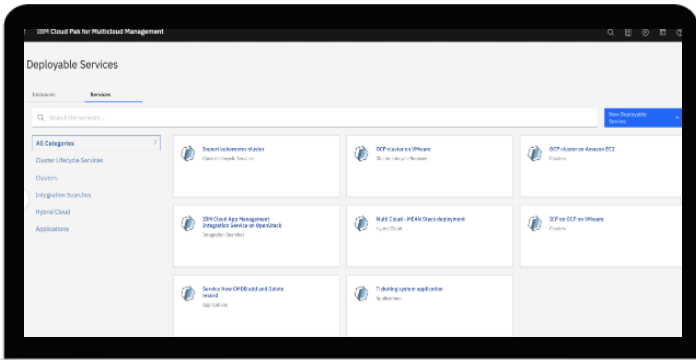 IBM Cloud Pak for Multicloud Management
Deployable Services
Instances
Services
Search the services...
New Deployable
Service
+
All Categories
Cluster Lifecycle Services
Clusters
Integration Searches
Hybrid Cloud
Applications
Import kubernetes cluster
Cluster Lifecycle Services
OCP cluster on VMware
Cluster Lifecycle Services
OCP cluster on Amazon EC2
Clusters
IBM Cloud App Management
Integration Service on OpenStack
Integration Searches
Multi Cloud - MEAN Stack deployment
Hybrid Cloud
ICP on OCP on VMware
Clusters
Service Now CMDB add and Delete
record
Applications
Ticketing system application
Applications